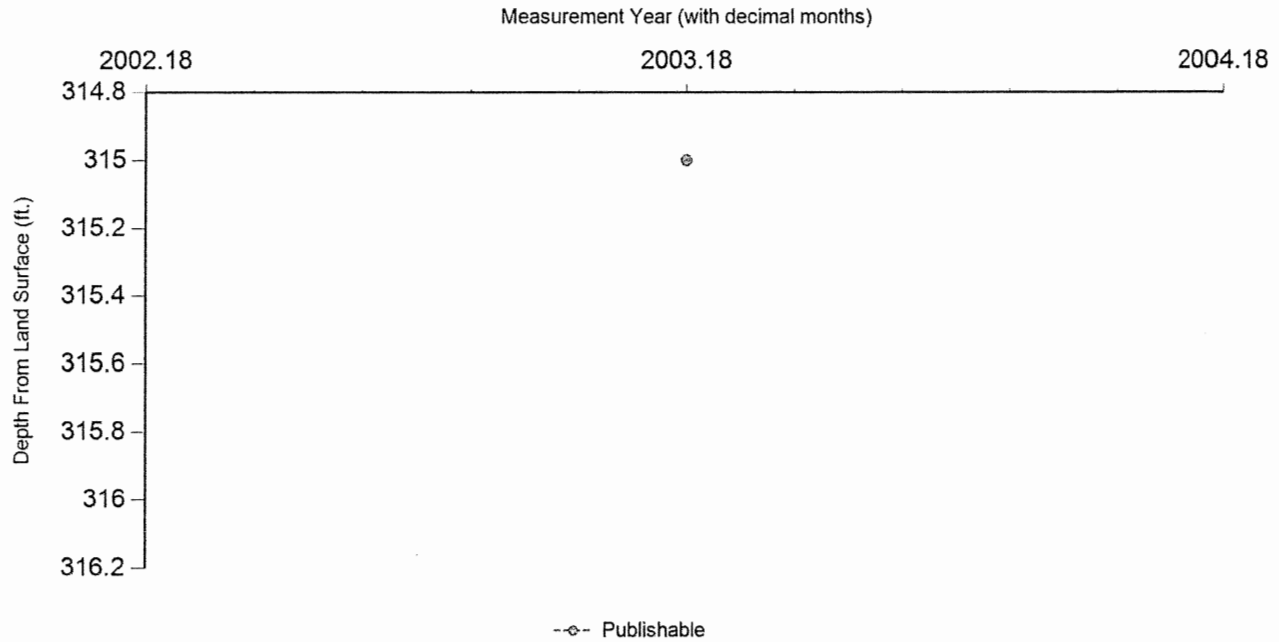 Measurement Year (with decimal months)
2002.18 2003.18 2004.18
314.8
315
315.2
315.4
315.6
315.8
316
316.2
Depth From Land Surface (ft.)
Publishable